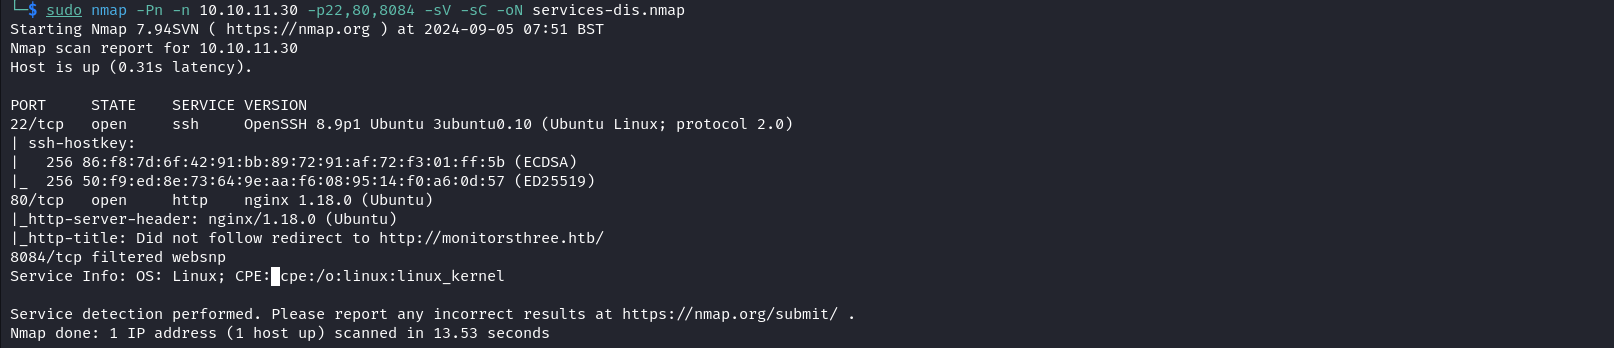 └─$ sudo nmap -Pn -n 10.10.11.30 -p22,80,8084 -sV -sC -oN services-dis.nmap
Starting Nmap 7.94SVN ( https://nmap.org ) at 2024-09-05 07:51 BST
Nmap scan report for 10.10.11.30
Host is up (0.31s latency).
PORT     STATE    SERVICE VERSION
22/tcp   open     ssh     OpenSSH 8.9p1 Ubuntu 3ubuntu0.10 (Ubuntu Linux; protocol 2.0)
| ssh-hostkey:
|   256 86:f8:7d:6f:42:91:bb:89:72:91:af:72:f3:01:ff:5b (ECDSA)
|_  256 50:f9:ed:8e:73:64:9e:aa:f6:08:95:14:f0:a6:0d:57 (ED25519)
80/tcp   open     http    nginx 1.18.0 (Ubuntu)
|_http-server-header: nginx/1.18.0 (Ubuntu)
|_http-title: Did not follow redirect to http://monitorsthree.htb/
8084/tcp filtered websnp
Service Info: OS: Linux; CPE: cpe:/o:linux:linux_kernel
Service detection performed. Please report any incorrect results at https://nmap.org/submit/ .
Nmap done: 1 IP address (1 host up) scanned in 13.53 seconds